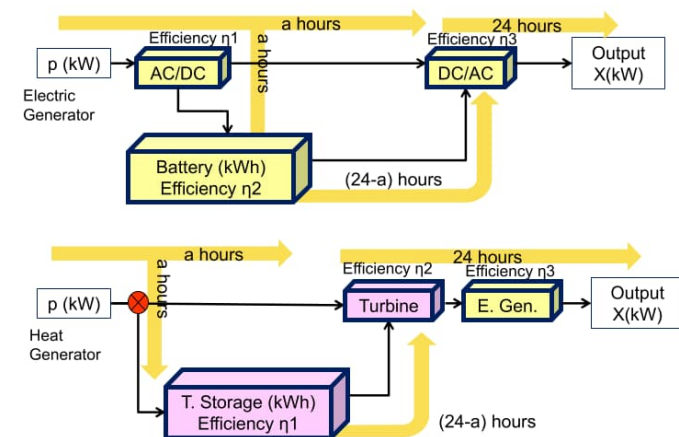 a hours
24 hours
Efficiency η1
a hours
Efficiency η3
p (kW)
AC/DC
DC/AC
Output
X(kW)
Electric
Generator
Battery (kWh)
Efficiency η2
(24-a) hours
a hours
24 hours
a hours
Efficiency η2
Efficiency η3
p (kW)
Turbine
E. Gen.
Output
X(kW)
Heat
Generator
T. Storage (kWh)
Efficiency η1
(24-a) hours